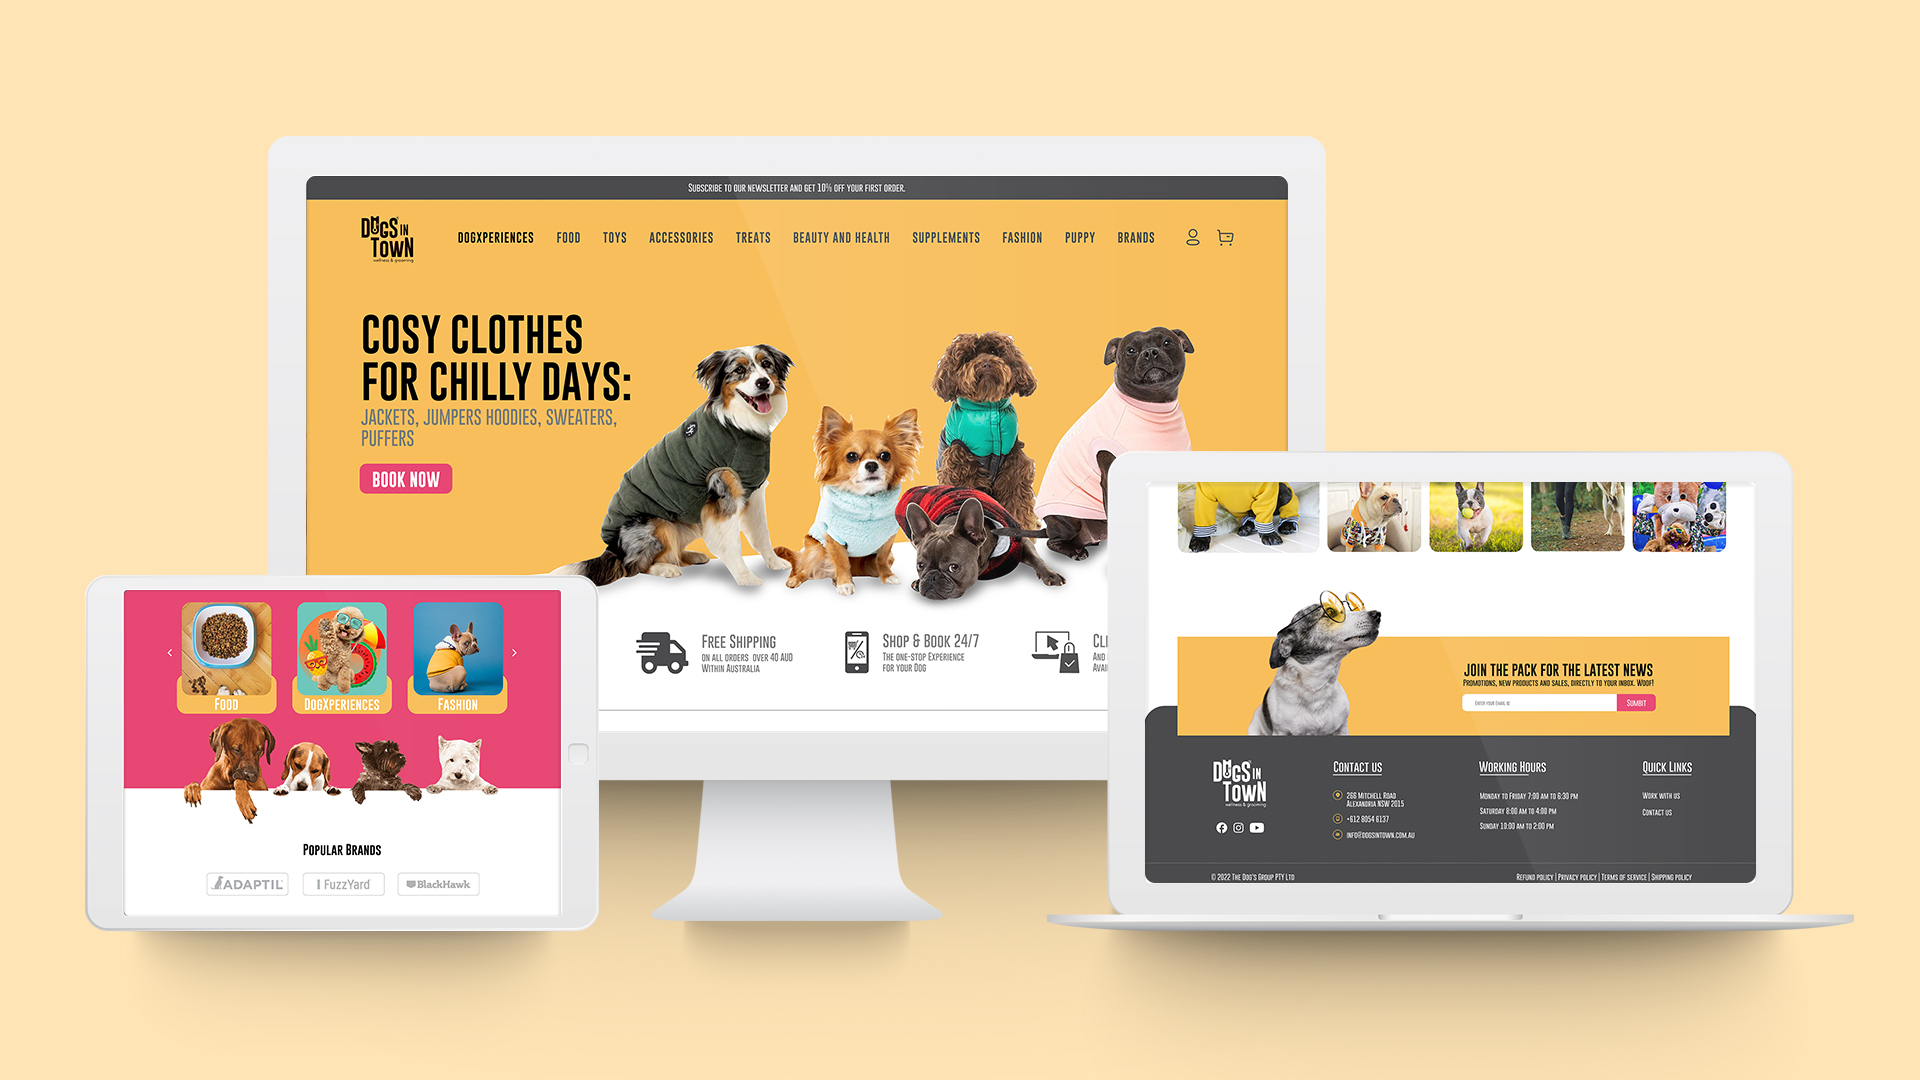 SUBSCRIBE TO OUR NEWSLETTER AND GET 10% OFF YOUR FIRST ORDER.
DOGS IN
TOWN
wellness & grooming
DOGXPERIENCES FOOD TOYS ACCESSORIES TREATS BEAUTY AND HEALTH SUPPLEMENTS FASHION PUPPY BRANDS
COSY CLOTHES
FOR CHILLY DAYS:
JACKETS, JUMPERS HOODIES, SWEATERS,
PUFFERS
BOOK NOW
FREE SHIPPING
ON ALL ORDERS OVER 40 AUD
WITHIN AUSTRALIA
SHOP & BOOK 24/7
THE ONE-STOP EXPERIENCE
FOR YOUR DOG
CLI
AND
AVAI
FOOD
DOGXPERIENCES
FASHION
POPULAR BRANDS
ADAPTIL
FuzzYard
BlackHawk
JOIN THE PACK FOR THE LATEST NEWS
PROMOTIONS, NEW PRODUCTS AND SALES, DIRECTLY TO YOUR INBOX. WOOF!
ENTER YOUR EMAIL ID
SUMBIT
DOGS IN
TOWN
wellness & grooming
CONTACT US
266 MITCHELL ROAD
ALEXANDRIA NSW 2015
+612 8054 6137
INFO@DOGSINTOWN.COM.AU
WORKING HOURS
MONDAY TO FRIDAY 7:00 AM TO 6:30 PM
SATURDAY 8:00 AM TO 4:00 PM
SUNDAY 10:00 AM TO 2:00 PM
QUICK LINKS
WORK WITH US
CONTACT US
© 2022 THE DOG'S GROUP PTY LTD
REFUND POLICY | PRIVACY POLICY | TERMS OF SERVICE | SHIPPING POLICY